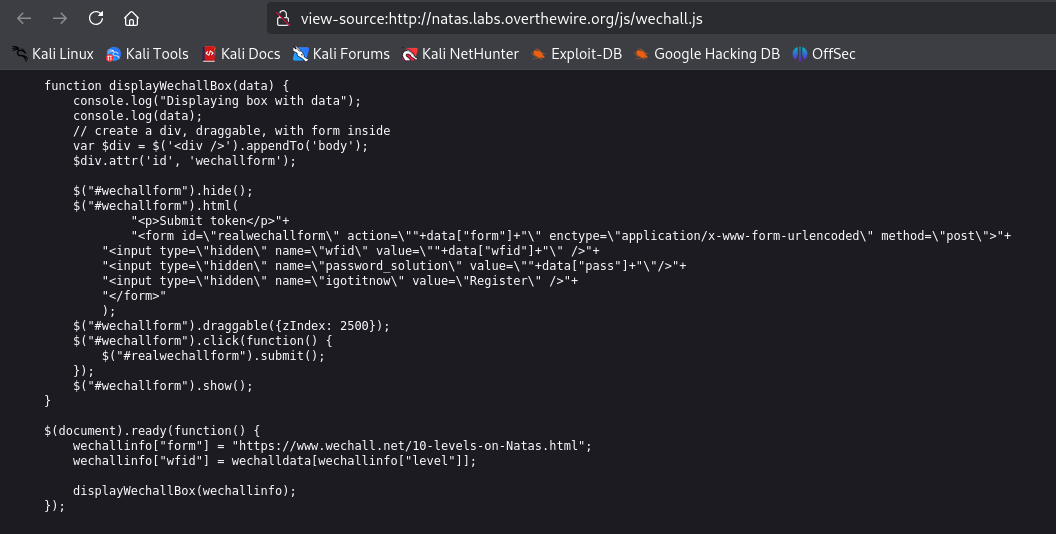 view-source:http://natas.labs.overthewire.org/js/wechall.js
Kali Linux Kali Tools Kali Docs Kali Forums Kali NetHunter Exploit-DB Google Hacking DB OffSec
function displayWechallBox(data) {
    console.log("Displaying box with data");
    console.log(data);
    // create a div, draggable, with form inside
    var $div = $('<div />').appendTo('body');
    $div.attr('id', 'wechallform');

    $("#wechallform").hide();
    $("#wechallform").html(
            "<p>Submit token</p>"+
            "<form id=\"realwechallform\" action=\""+data["form"]+"\" enctype=\"application/x-www-form-urlencoded\" method=\"post\">"+
        "<input type=\"hidden\" name=\"wfid\" value=\""+data["wfid"]+"\" />"+
        "<input type=\"hidden\" name=\"password_solution\" value=\""+data["pass"]+"\"/>"+
        "<input type=\"hidden\" name=\"igotitnow\" value=\"Register\" />"+
        "</form>"
        );
    $("#wechallform").draggable({zIndex: 2500});
    $("#wechallform").click(function() {
        $("#realwechallform").submit();
    });
    $("#wechallform").show();
}

$(document).ready(function() {
    wechallinfo["form"] = "https://www.wechall.net/10-levels-on-Natas.html";
    wechallinfo["wfid"] = wechalldata[wechallinfo["level"]];

    displayWechallBox(wechallinfo);
});